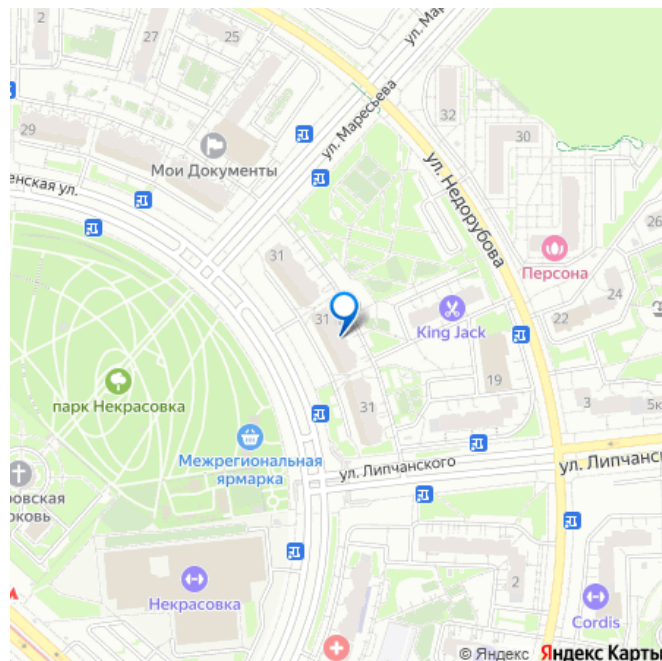 2
27
25
ул. Мар
ул. Маресьева
32
30
29
Мои Документы
ул. Недорубова
енская ул.
31
26
Персона
24
31
King Jack
22
19
3
5к
парк Некрасовка
31
Межрегиональная
ярмарка
ул. Липчанского
ул. Липчанс
ровская
рковь
2
Некрасовка
Cordis
© Яндекс Яндекс Карты